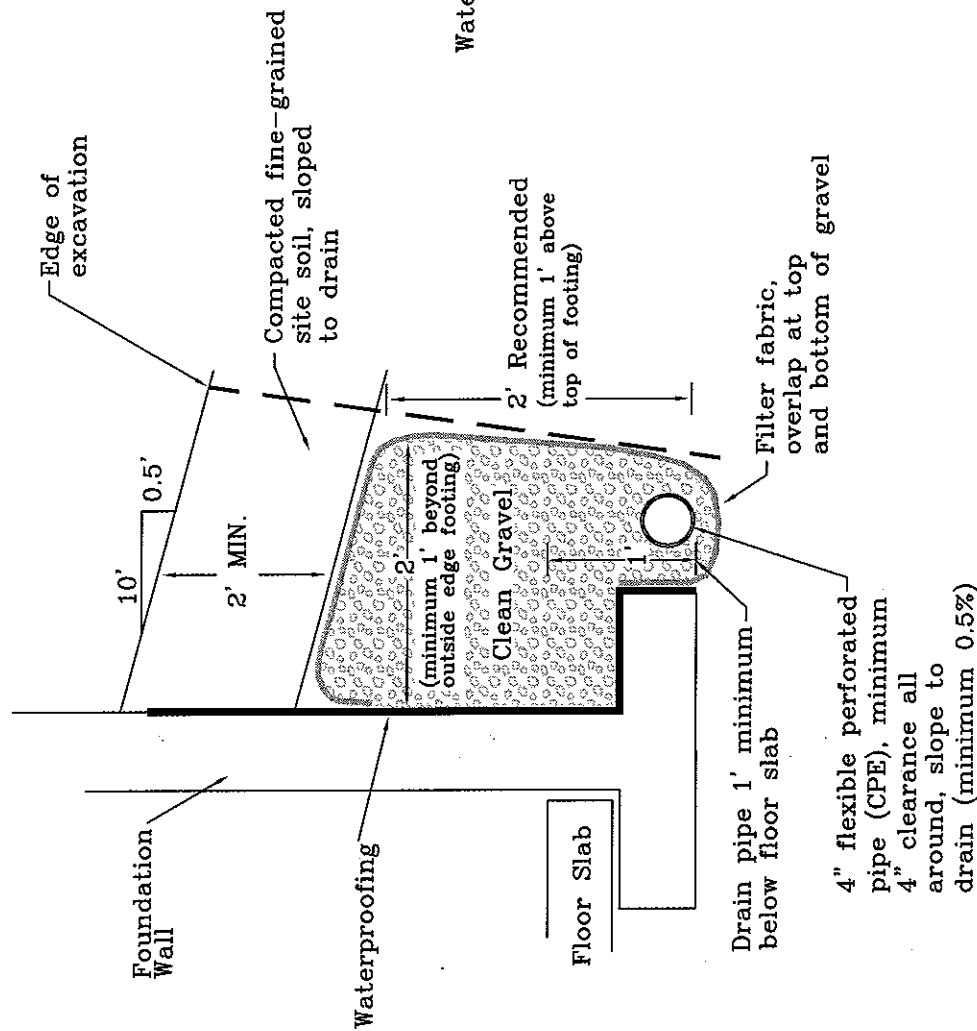 Edge of
excavation
Compacted fine-grained
site soil, sloped
to drain
Wate
10'
0.5'
2' MIN.
Foundation
Wall
Waterproofing
2'
(minimum 1' beyond
outside edge footing)
Clean Gravel
2' Recommended
(minimum 1' above
top of footing)
1'
Floor Slab
Filter fabric,
overlap at top
and bottom of gravel
Drain pipe 1' minimum
below floor slab
4" flexible perforated
pipe (CPE), minimum
4" clearance all
around, slope to
drain (minimum 0.5%)